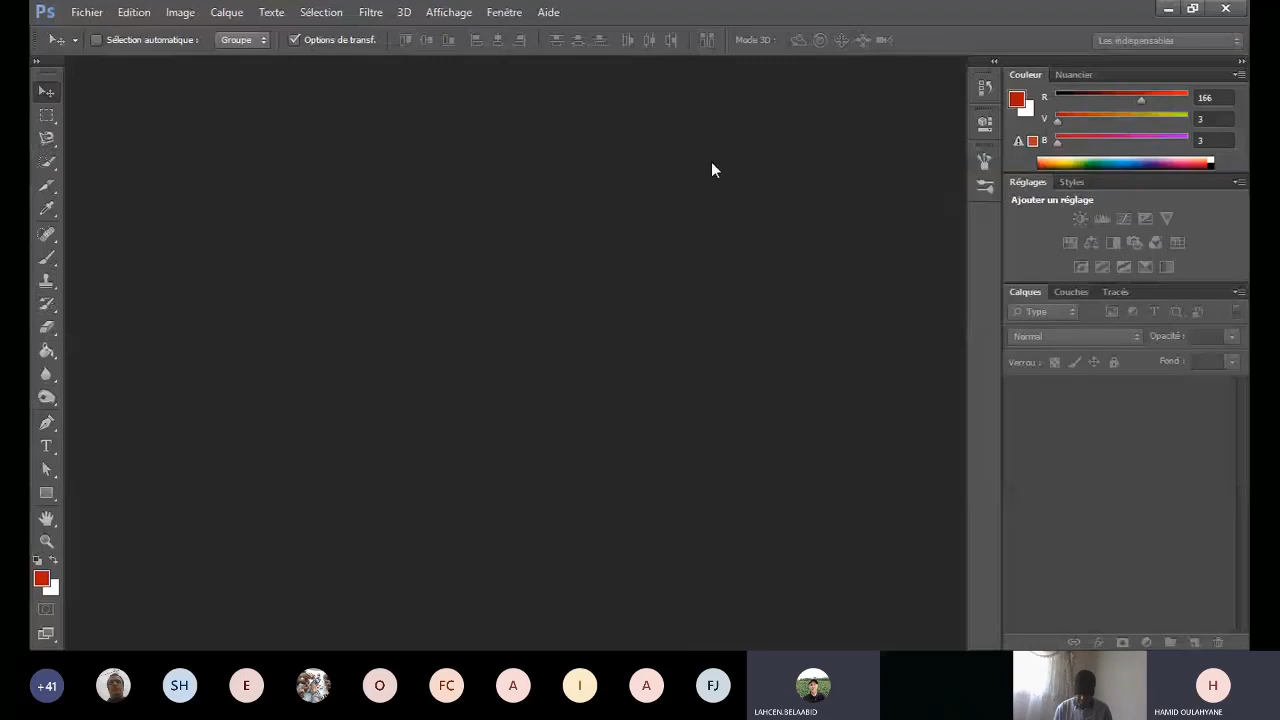 Ps Fichier Edition Image Calque Texte Sélection Filtre 3D Affichage Fenêtre Aide
Sélection automatique : Groupe Options de transf. Mode 3D : Les indispensables
Couleur Nuancier
R 166
V 3
B 3
Réglages Styles
Ajouter un réglage
Calques Couches Tracés
Type
Normal Opacité :
Verrou : Fond :
T
+41 SH E O FC A I A FJ H
LAHCEN.BELAABID HAMID OULAHYANE